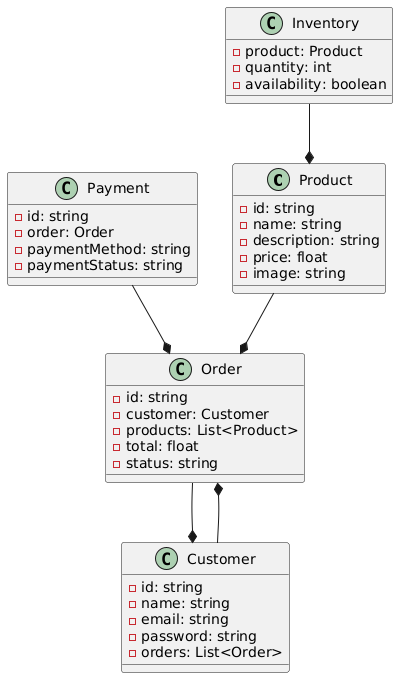 C Inventory
product: Product
quantity: int
availability: boolean
C Payment
id: string
order: Order
paymentMethod: string
paymentStatus: string
C Product
id: string
name: string
description: string
price: float
image: string
C Order
id: string
customer: Customer
products: List<Product>
total: float
status: string
C Customer
id: string
name: string
email: string
password: string
orders: List<Order>